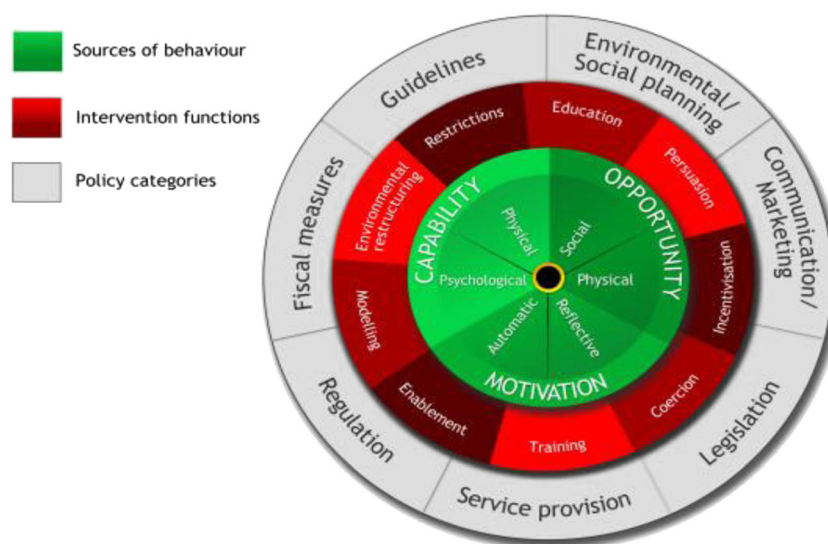 Sources of behaviour
Intervention functions
Policy categories
Guidelines
Environmental/
Social planning
Communication/
Marketing
Legislation
Service provision
Regulation
Fiscal measures
Restrictions
Education
Persuasion
Incentivisation
Coercion
Training
Enablement
Modelling
Environmental
restructuring
CAPABILITY
OPPORTUNITY
MOTIVATION
Physical
Social
Psychological
Physical
Automatic
Reflective